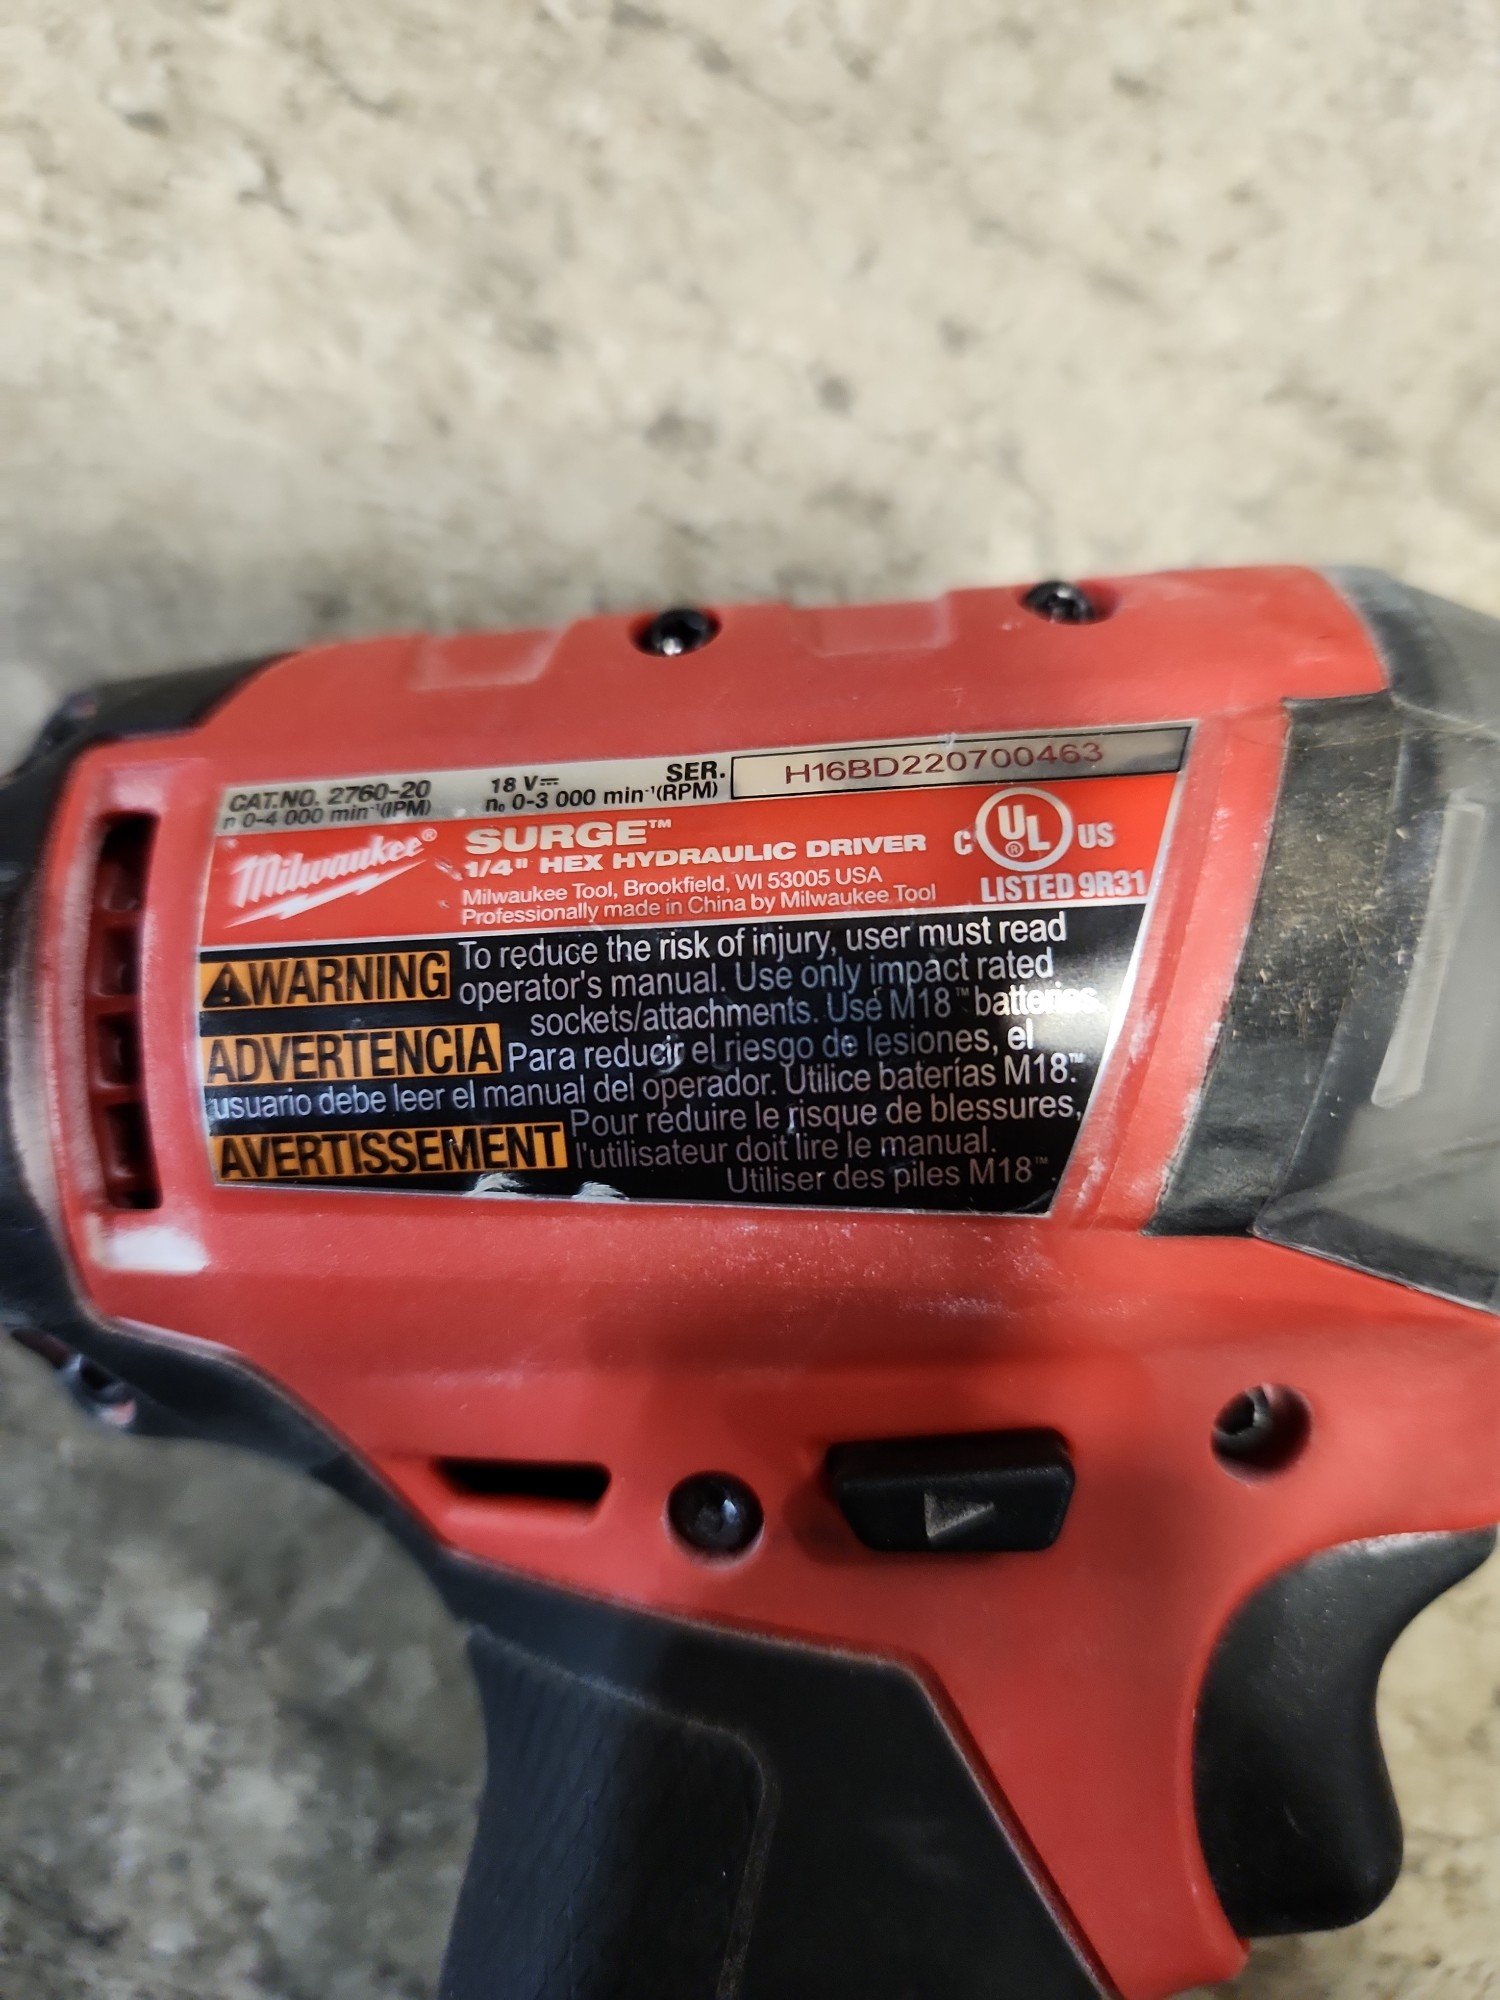 CAT.NO. 2760-20 18 V⎓ SER. H16BD220700463
n 0-4 000 min⁻¹(IPM) n₀ 0-3 000 min⁻¹(RPM)
Milwaukee®
SURGE™
1/4" HEX HYDRAULIC DRIVER
Milwaukee Tool, Brookfield, WI 53005 USA
Professionally made in China by Milwaukee Tool
C UL® US
LISTED 9R31
WARNING To reduce the risk of injury, user must read
operator's manual. Use only impact rated
sockets/attachments. Use M18™ batteries
ADVERTENCIA Para reducir el riesgo de lesiones, el
usuario debe leer el manual del operador. Utilice baterías M18™.
AVERTISSEMENT Pour réduire le risque de blessures,
l'utilisateur doit lire le manual.
Utiliser des piles M18™.